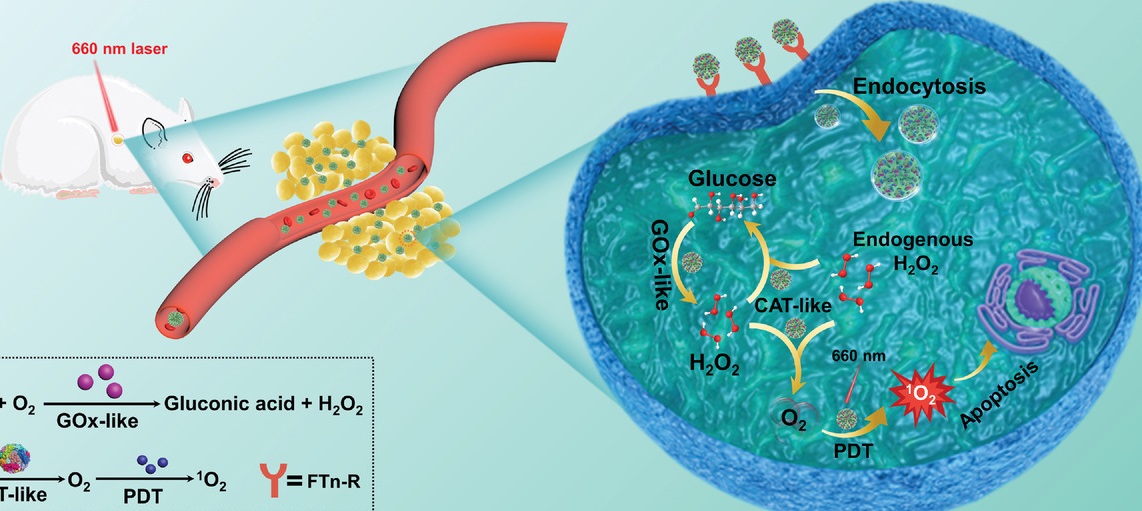 660 nm laser
Endocytosis
Glucose
GOx-like
Endogenous
H₂O₂
CAT-like
H₂O₂
660 nm
¹O₂
Apoptosis
O₂
PDT
+ O₂
GOx-like
Gluconic acid + H₂O₂
T-like
O₂
PDT
¹O₂
= FTn-R